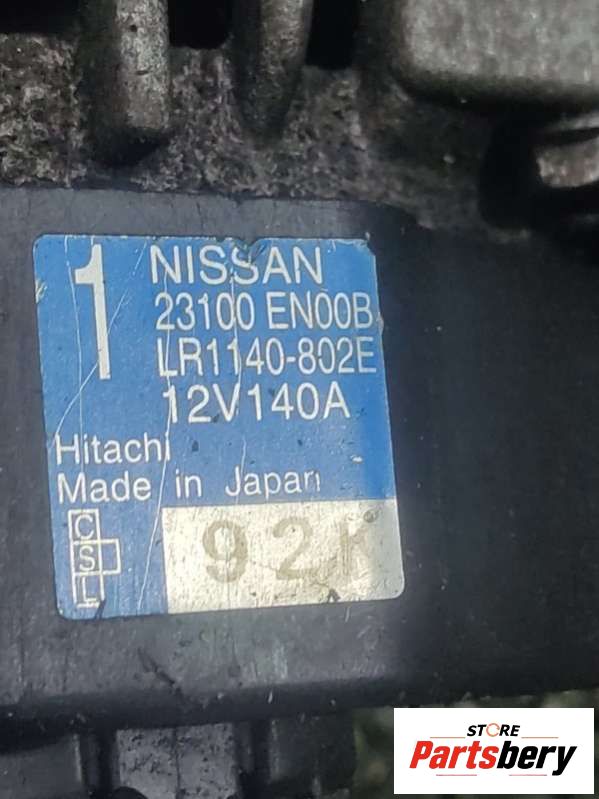 1
NISSAN
23100 EN00B
LR1140-802E
12V140A
Hitachi
Made in Japan
C
S
L
92K
STORE
Partsbery